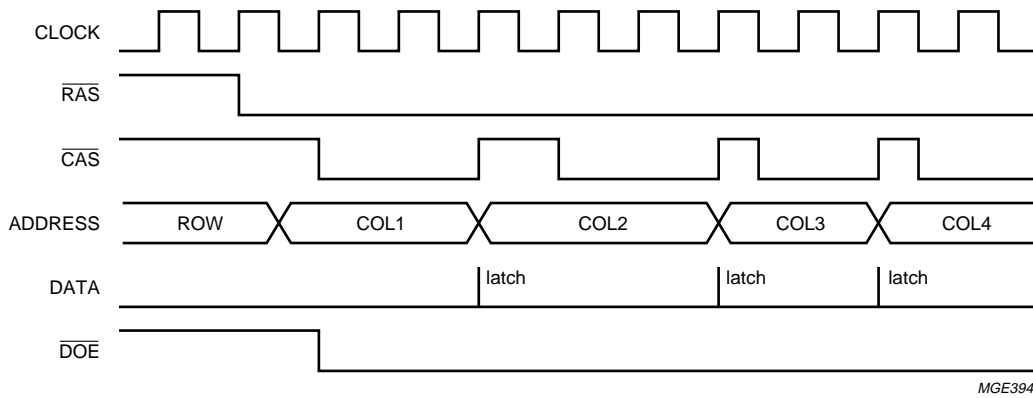 CLOCK
RAS
CAS
ADDRESS ROW COL1 COL2 COL3 COL4
DATA latch latch latch
DOE
MGE394